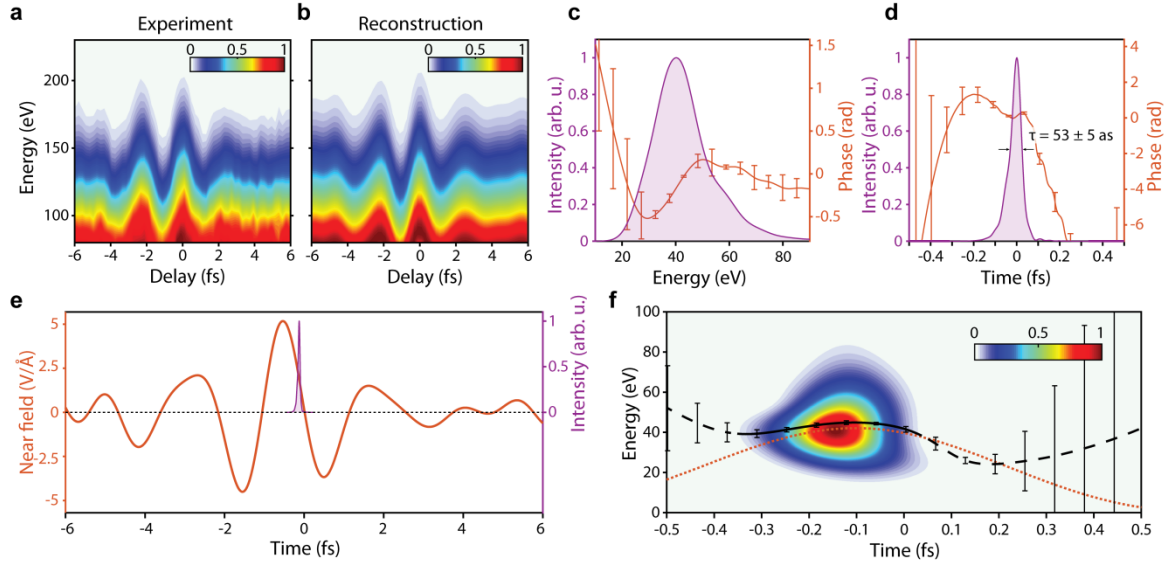 a
Experiment
b
Reconstruction
c
d
0 0.5 1
0 0.5 1
Energy (eV)
200
150
100
-6 -4 -2 0 2 4 6
Delay (fs)
-6 -4 -2 0 2 4 6
Delay (fs)
Intensity (arb. u.)
1
0.8
0.6
0.4
0.2
0
20 40 60 80
Energy (eV)
1.5
1
0.5
0
-0.5
Phase (rad)
Intensity (arb. u.)
1
0.8
0.6
0.4
0.2
0
τ = 53 ± 5 as
-0.4 -0.2 0 0.2 0.4
Time (fs)
4
2
0
-2
-4
-6
Phase (rad)
e
Near field (V/Å)
5
2.5
0
-2.5
-5
-6 -4 -2 0 2 4 6
Time (fs)
1
0.5
0
Intensity (arb. u.)
f
0 0.5 1
Energy (eV)
100
80
60
40
20
0
-0.5 -0.4 -0.3 -0.2 -0.1 0 0.1 0.2 0.3 0.4 0.5
Time (fs)